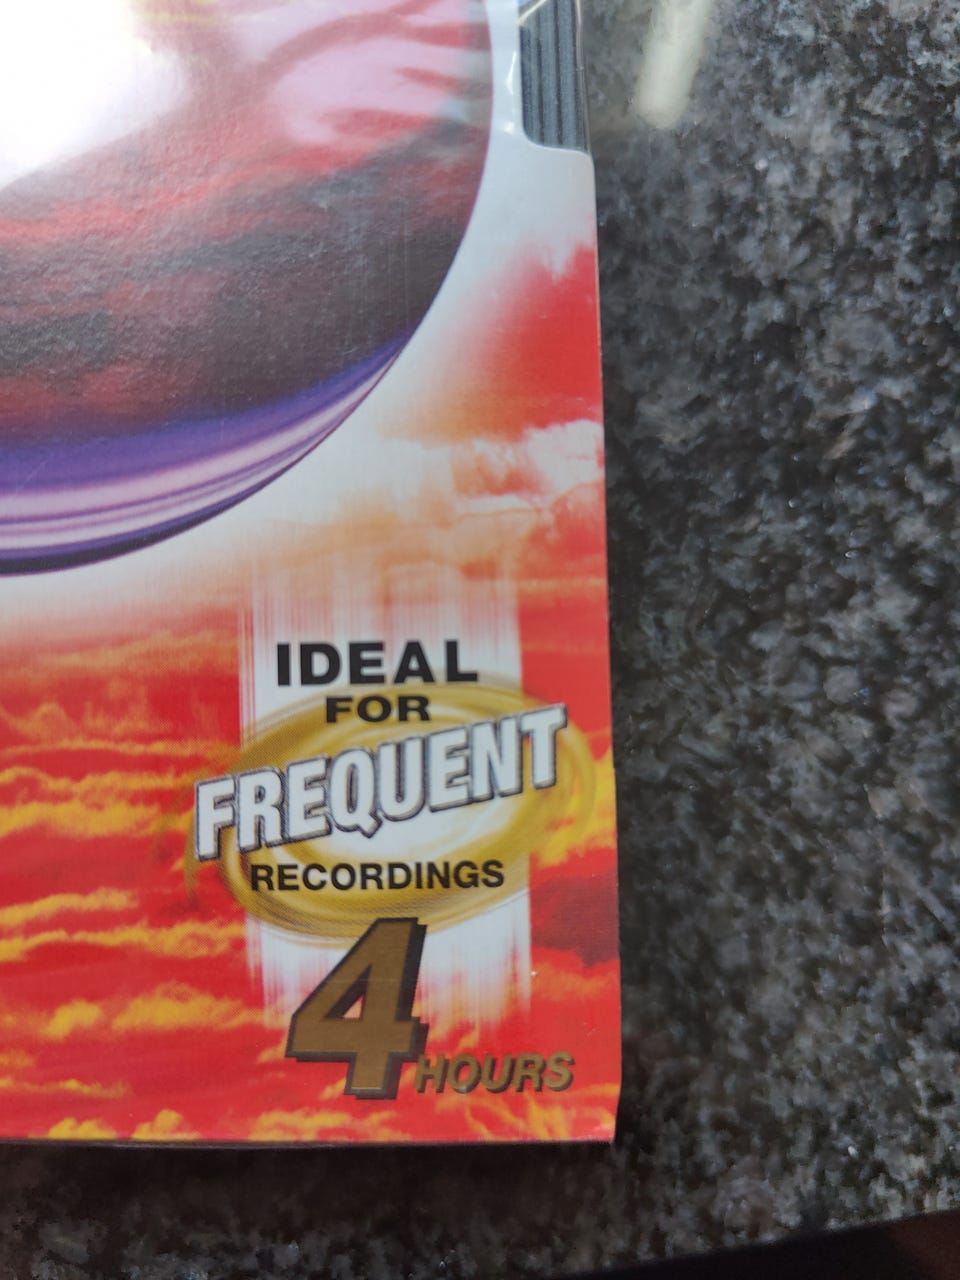 IDEAL
FOR
FREQUENT
RECORDINGS
4 HOURS